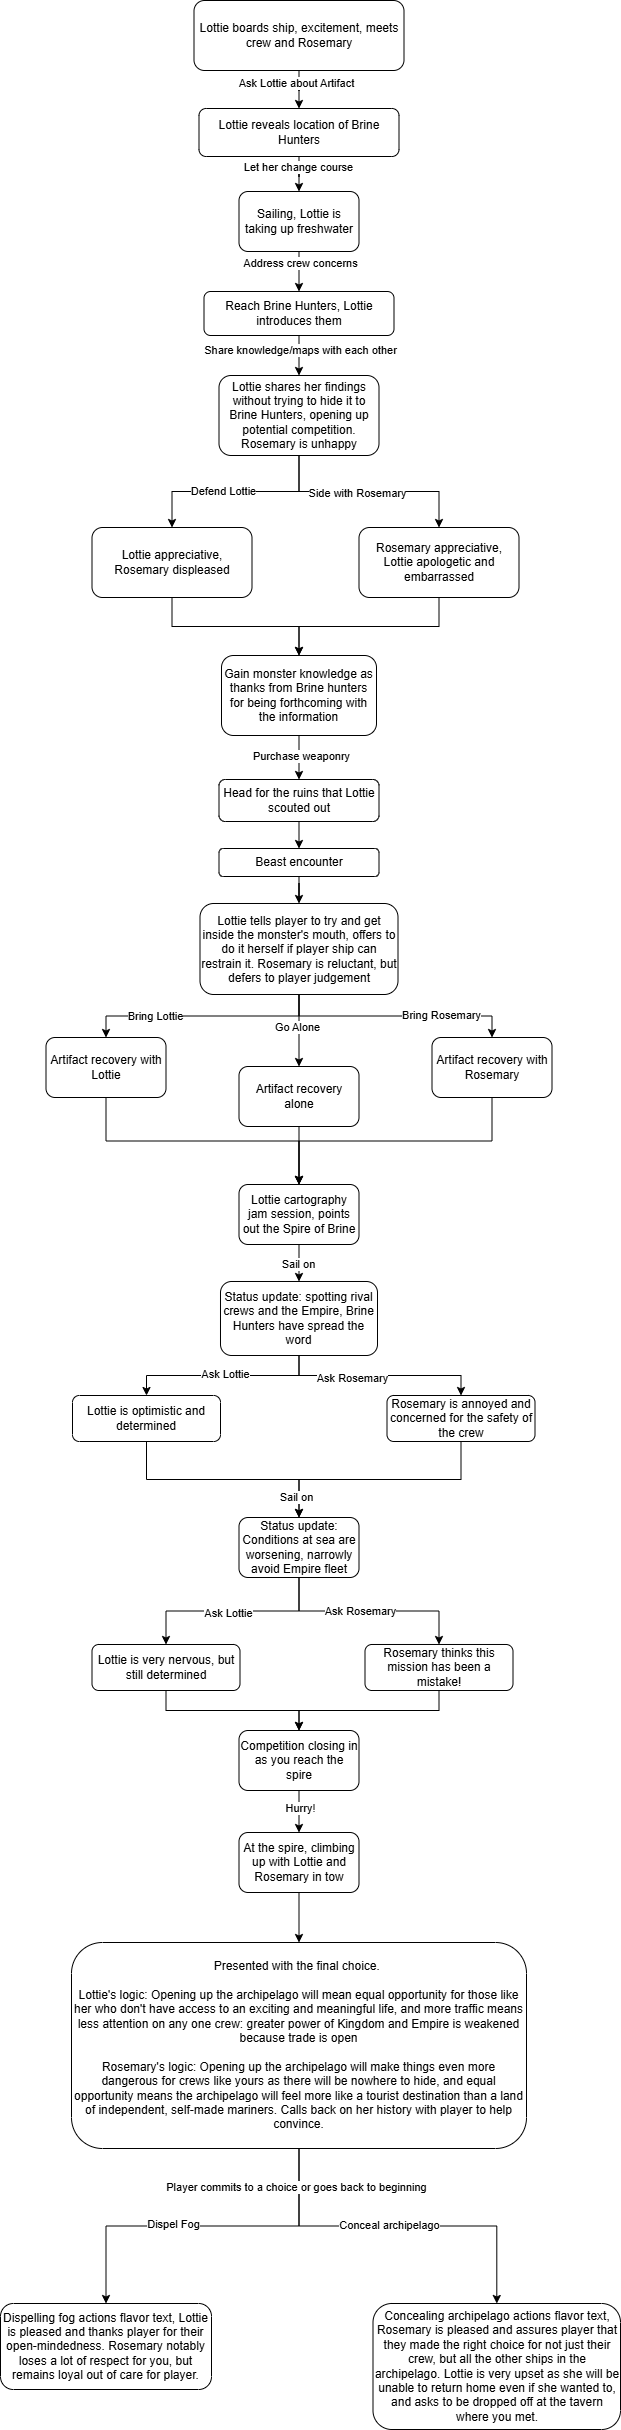 Lottie boards ship, excitement, meets
crew and Rosemary
Ask Lottie about Artifact
Lottie reveals location of Brine
Hunters
Let her change course
Sailing, Lottie is
taking up freshwater
Address crew concerns
Reach Brine Hunters, Lottie
introduces them
Share knowledge/maps with each other
Lottie shares her findings
without trying to hide it to
Brine Hunters, opening up
potential competition.
Rosemary is unhappy
Defend Lottie
Side with Rosemary
Lottie appreciative,
Rosemary displeased
Rosemary appreciative,
Lottie apologetic and
embarrassed
Gain monster knowledge as
thanks from Brine hunters
for being forthcoming with
the information
Purchase weaponry
Head for the ruins that Lottie
scouted out
Beast encounter
Lottie tells player to try and get
inside the monster's mouth, offers to
do it herself if player ship can
restrain it. Rosemary is reluctant, but
defers to player judgement
Bring Lottie
Go Alone
Bring Rosemary
Artifact recovery with
Lottie
Artifact recovery
alone
Artifact recovery with
Rosemary
Lottie cartography
jam session, points
out the Spire of Brine
Sail on
Status update: spotting rival
crews and the Empire, Brine
Hunters have spread the
word
Ask Lottie
Ask Rosemary
Lottie is optimistic and
determined
Rosemary is annoyed and
concerned for the safety of
the crew
Sail on
Status update:
Conditions at sea are
worsening, narrowly
avoid Empire fleet
Ask Lottie
Ask Rosemary
Lottie is very nervous, but
still determined
Rosemary thinks this
mission has been a
mistake!
Competition closing in
as you reach the
spire
Hurry!
At the spire, climbing
up with Lottie and
Rosemary in tow
Presented with the final choice.
Lottie's logic: Opening up the archipelago will mean equal opportunity for those like
her who don't have access to an exciting and meaningful life, and more traffic means
less attention on any one crew: greater power of Kingdom and Empire is weakened
because trade is open
Rosemary's logic: Opening up the archipelago will make things even more
dangerous for crews like yours as there will be nowhere to hide, and equal
opportunity means the archipelago will feel more like a tourist destination than a land
of independent, self-made mariners. Calls back on her history with player to help
convince.
Player commits to a choice or goes back to beginning
Dispel Fog
Conceal archipelago
Dispelling fog actions flavor text, Lottie
is pleased and thanks player for their
open-mindedness. Rosemary notably
loses a lot of respect for you, but
remains loyal out of care for player.
Concealing archipelago actions flavor text,
Rosemary is pleased and assures player that
they made the right choice for not just their
crew, but all the other ships in the
archipelago. Lottie is very upset as she will be
unable to return home even if she wanted to,
and asks to be dropped off at the tavern
where you met.